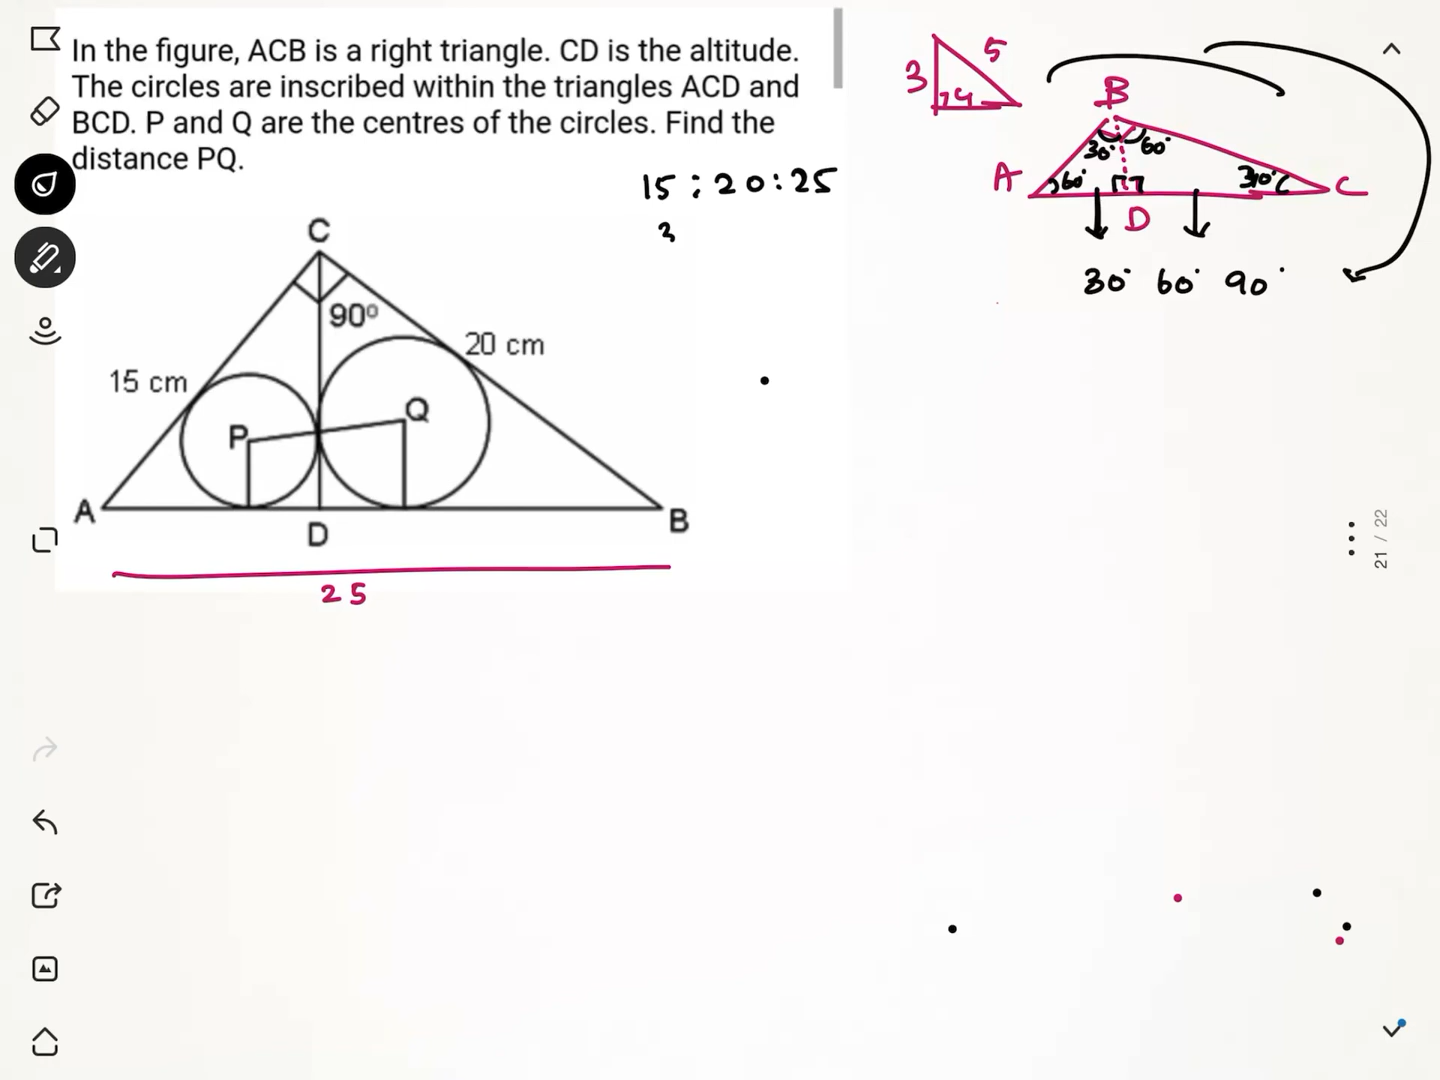 In the figure, ACB is a right triangle. CD is the altitude.
The circles are inscribed within the triangles ACD and
BCD. P and Q are the centres of the circles. Find the
distance PQ.
15 : 20 : 25
3
C
90⁰
20 cm
15 cm
P
Q
A
D
B
25
3
5
4
B
30°
60°
A
60°
30°
C
D
30° 60° 90°
21 / 22